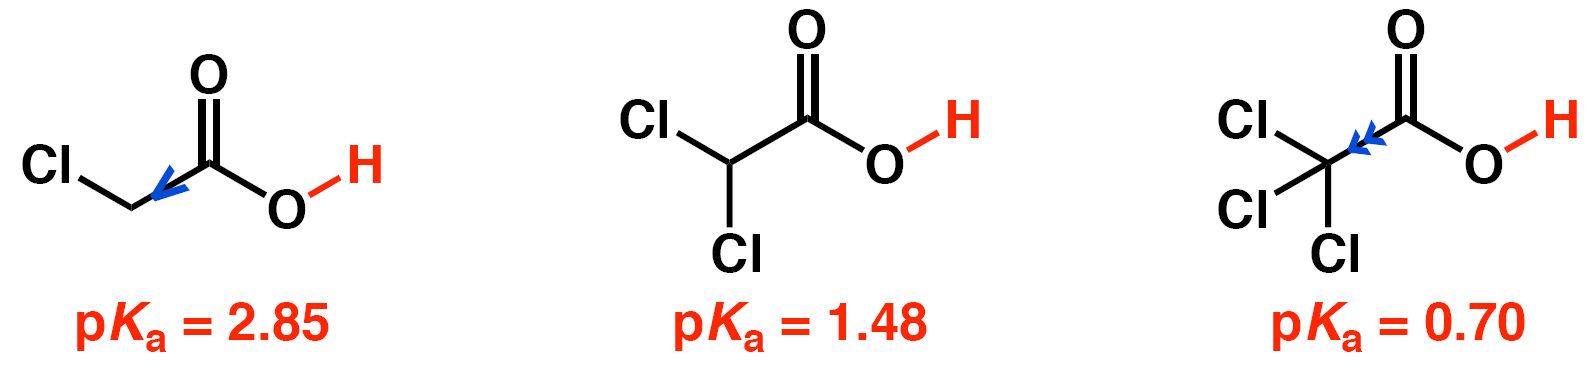 O
Cl
O
H
pKa = 2.85
O
Cl
H
O
Cl
pKa = 1.48
O
Cl
H
O
Cl
Cl
pKa = 0.70